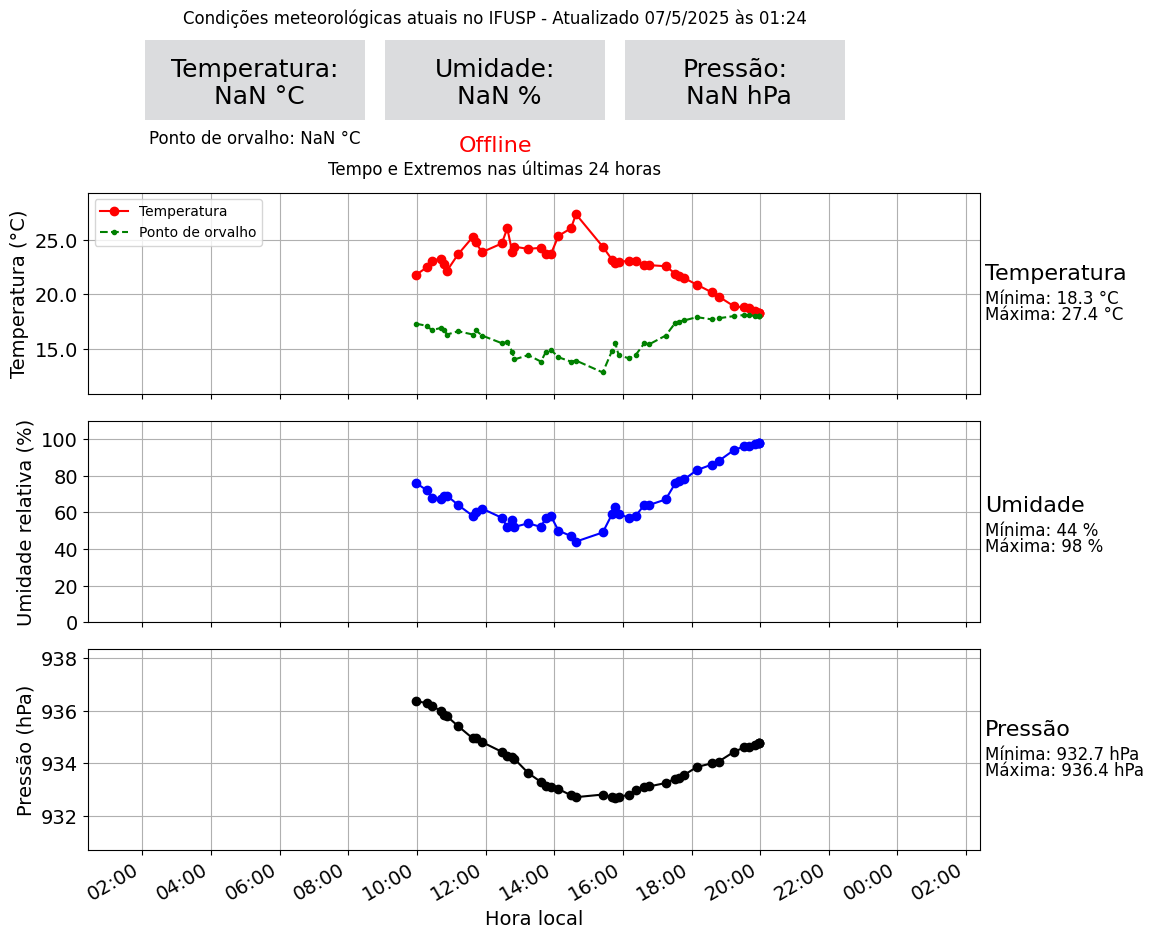 Condições meteorológicas atuais no IFUSP - Atualizado 07/5/2025 às 01:24
Temperatura:
NaN °C
Umidade:
NaN %
Pressão:
NaN hPa
Ponto de orvalho: NaN °C
Offline
Tempo e Extremos nas últimas 24 horas
Temperatura (°C)
25.0
20.0
15.0
Temperatura
Ponto de orvalho
Temperatura
Mínima: 18.3 °C
Máxima: 27.4 °C
Umidade relativa (%)
100
80
60
40
20
0
Umidade
Mínima: 44 %
Máxima: 98 %
Pressão (hPa)
938
936
934
932
Pressão
Mínima: 932.7 hPa
Máxima: 936.4 hPa
02:00 04:00 06:00 08:00 10:00 12:00 14:00 16:00 18:00 20:00 22:00 00:00 02:00
Hora local